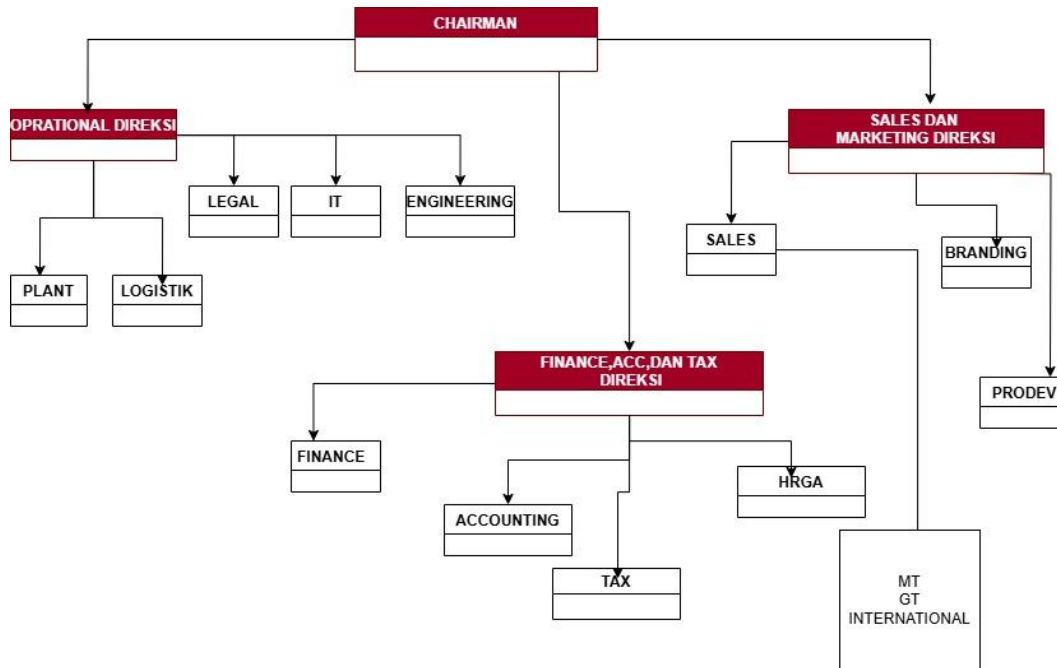 CHAIRMAN
OPRATIONAL DIREKSI
SALES DAN
MARKETING DIREKSI
LEGAL
IT
ENGINEERING
SALES
BRANDING
PLANT
LOGISTIK
FINANCE,ACC,DAN TAX
DIREKSI
PRODEV
FINANCE
HRGA
ACCOUNTING
TAX
MT
GT
INTERNATIONAL